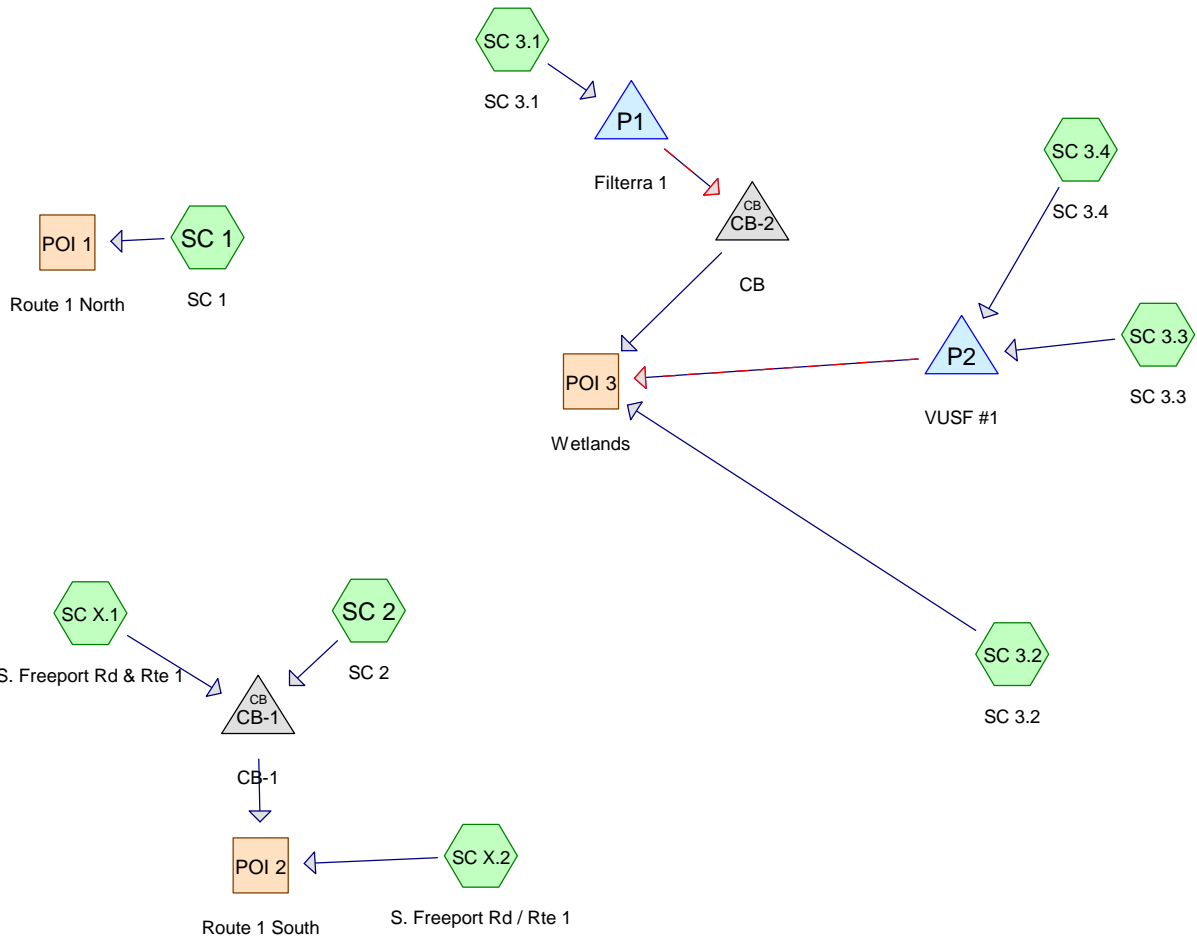 SC 3.1
SC 3.1
P1
Filterra 1
SC 3.4
SC 3.4
CB
CB-2
CB
POI 1
Route 1 North
SC 1
SC 1
P2
VUSF #1
SC 3.3
SC 3.3
POI 3
Wetlands
SC X.1
S. Freeport Rd & Rte 1
SC 2
SC 2
SC 3.2
SC 3.2
CB
CB-1
CB-1
POI 2
Route 1 South
SC X.2
S. Freeport Rd / Rte 1